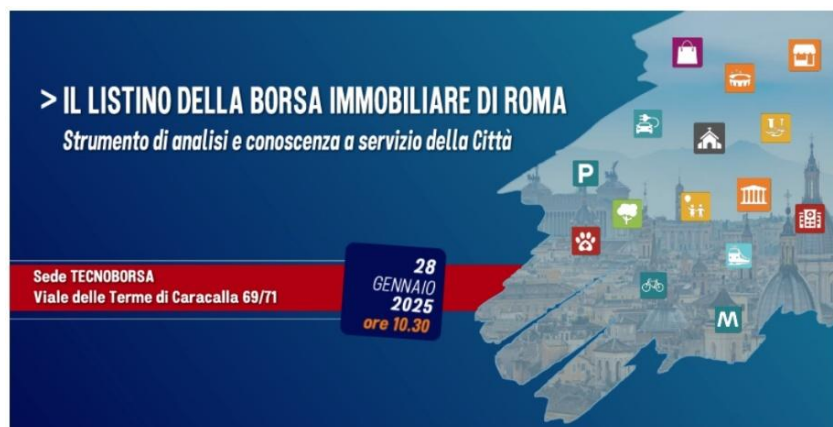 > IL LISTINO DELLA BORSA IMMOBILIARE DI ROMA
Strumento di analisi e conoscenza a servizio della Città
P
Sede TECNOBORSA
Viale delle Terme di Caracalla 69/71
28
GENNAIO
2025
ore 10.30
M